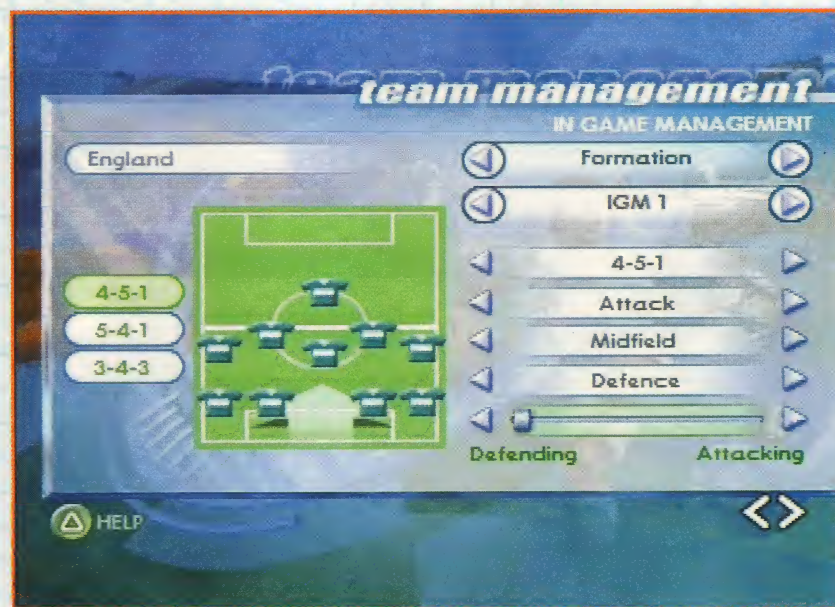 team management
IN GAME MANAGEMENT
England
Formation
IGM 1
4-5-1
5-4-1
3-4-3
4-5-1
Attack
Midfield
Defence
Defending
Attacking
HELP